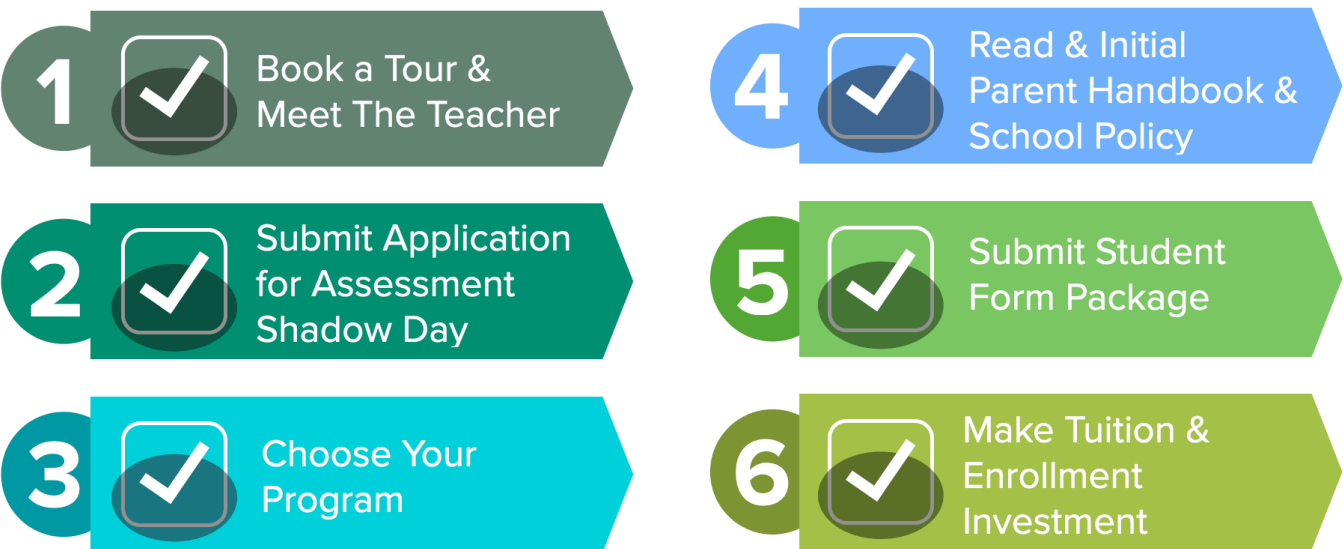 1
Book a Tour &
Meet The Teacher
2
Submit Application
for Assessment
Shadow Day
3
Choose Your
Program
4
Read & Initial
Parent Handbook &
School Policy
5
Submit Student
Form Package
6
Make Tuition &
Enrollment
Investment